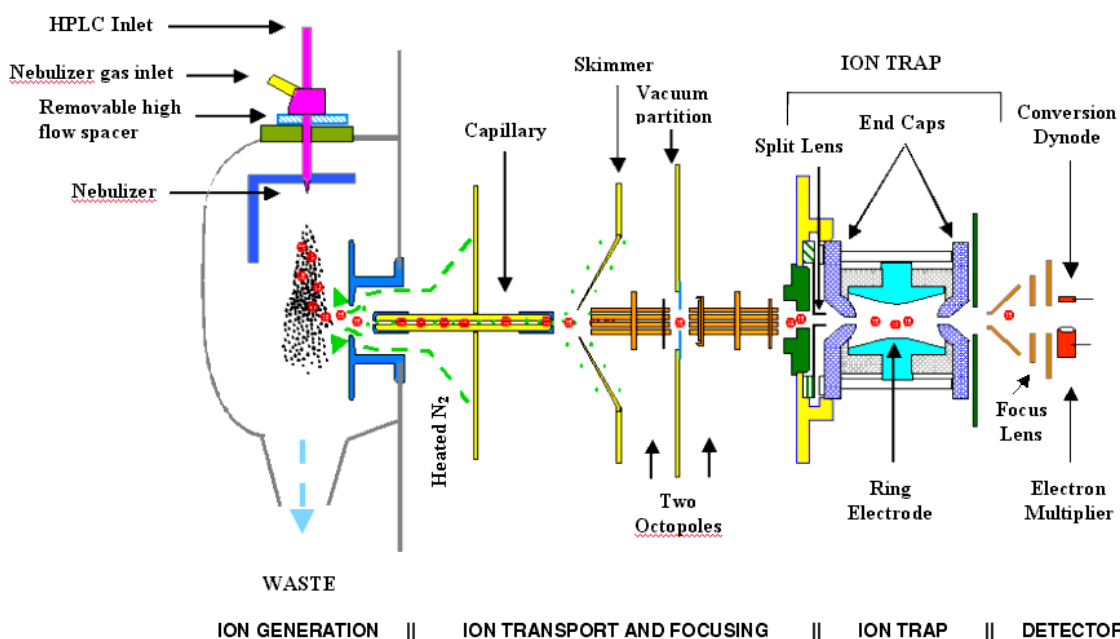 HPLC Inlet
Nebulizer gas inlet
Removable high
flow spacer
Nebulizer
Capillary
Skimmer
Vacuum
partition
ION TRAP
End Caps
Split Lens
Conversion
Dynode
Heated N₂
Two
Octopoles
Ring
Electrode
Focus
Lens
Electron
Multiplier
WASTE
ION GENERATION || ION TRANSPORT AND FOCUSING || ION TRAP || DETECTOR